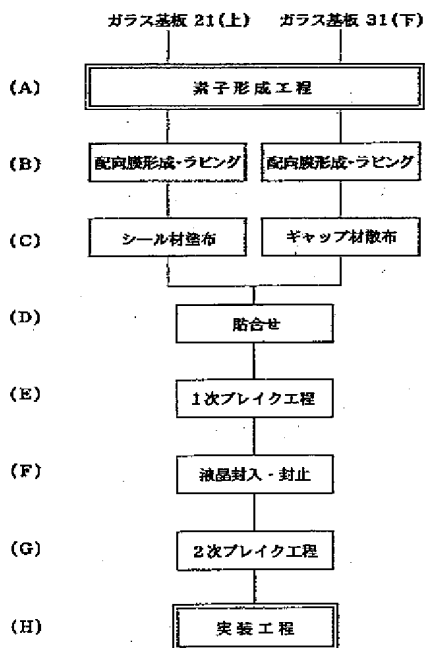 ガラス基板 21(上) ガラス基板 31(下)
(A) 素子形成工程
(B) 配向膜形成・ラビング 配向膜形成・ラビング
(C) シール材塗布 ギャップ材散布
(D) 貼合せ
(E) 1次ブレイク工程
(F) 液晶封入・封止
(G) 2次ブレイク工程
(H) 実装工程